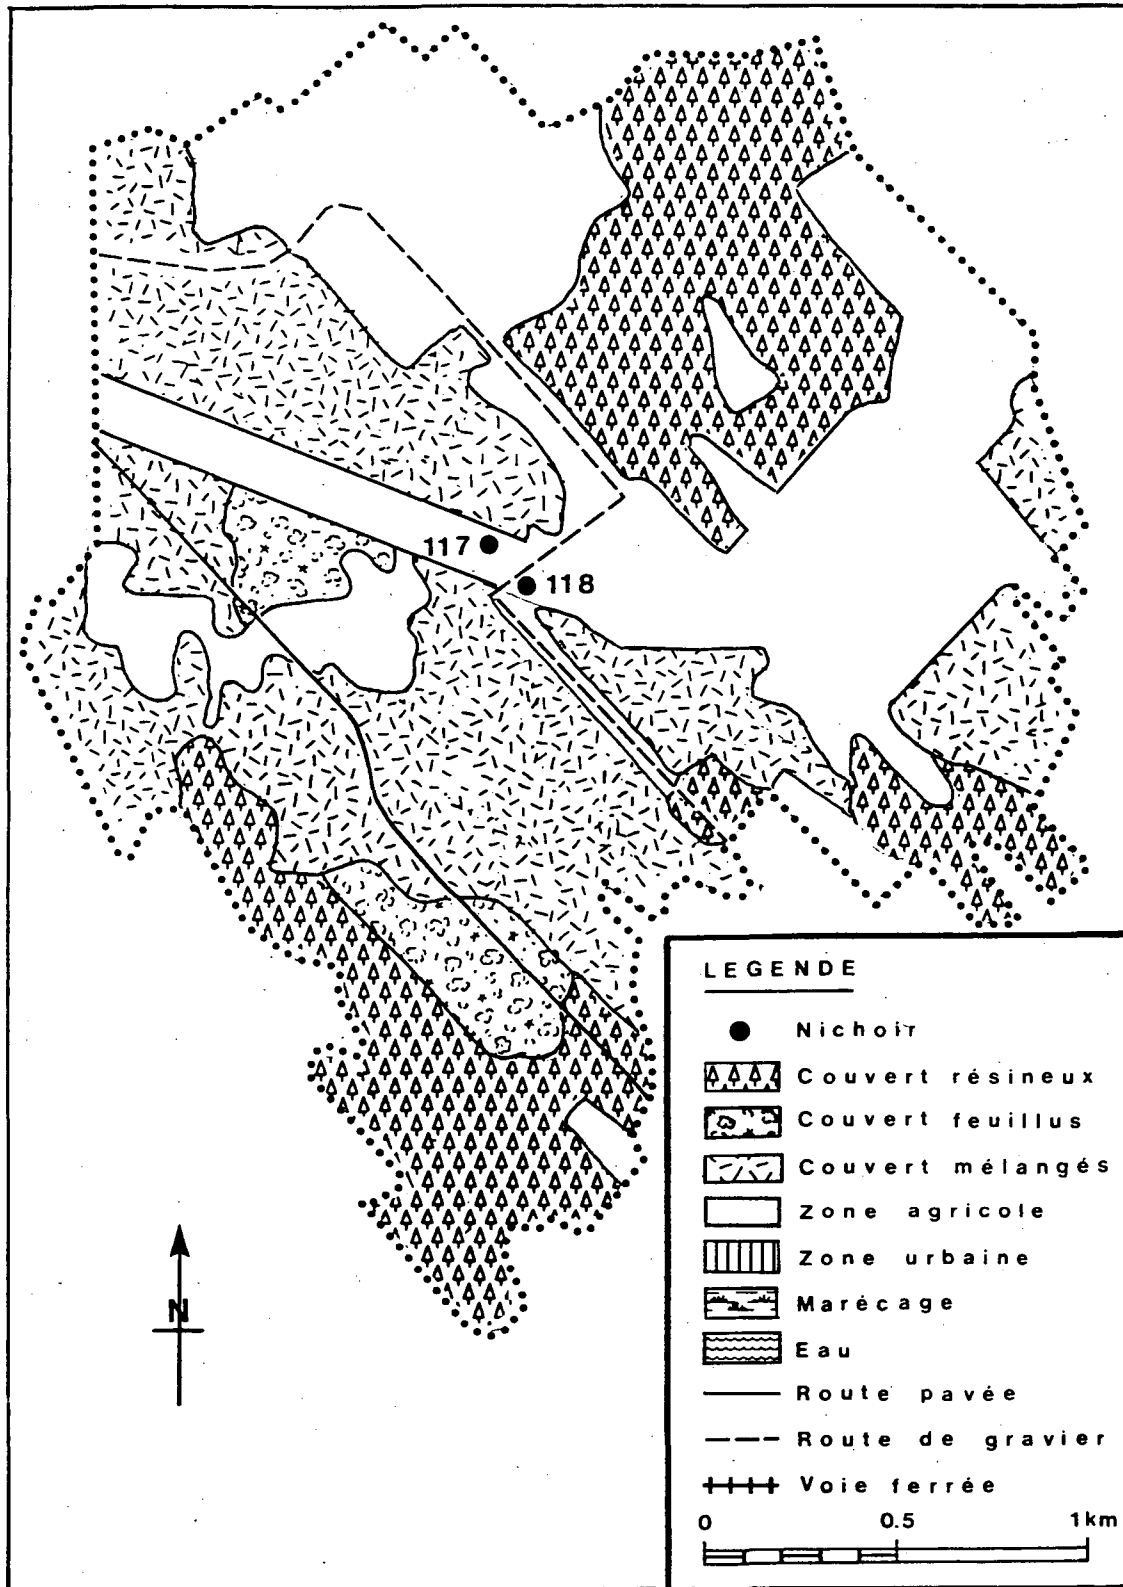 117
118
N
LEGENDE
Nichoir
Couvert résineux
Couvert feuillus
Couvert mélangés
Zone agricole
Zone urbaine
Marécage
Eau
Route pavée
Route de gravier
Voie ferrée
0 0.5 1km